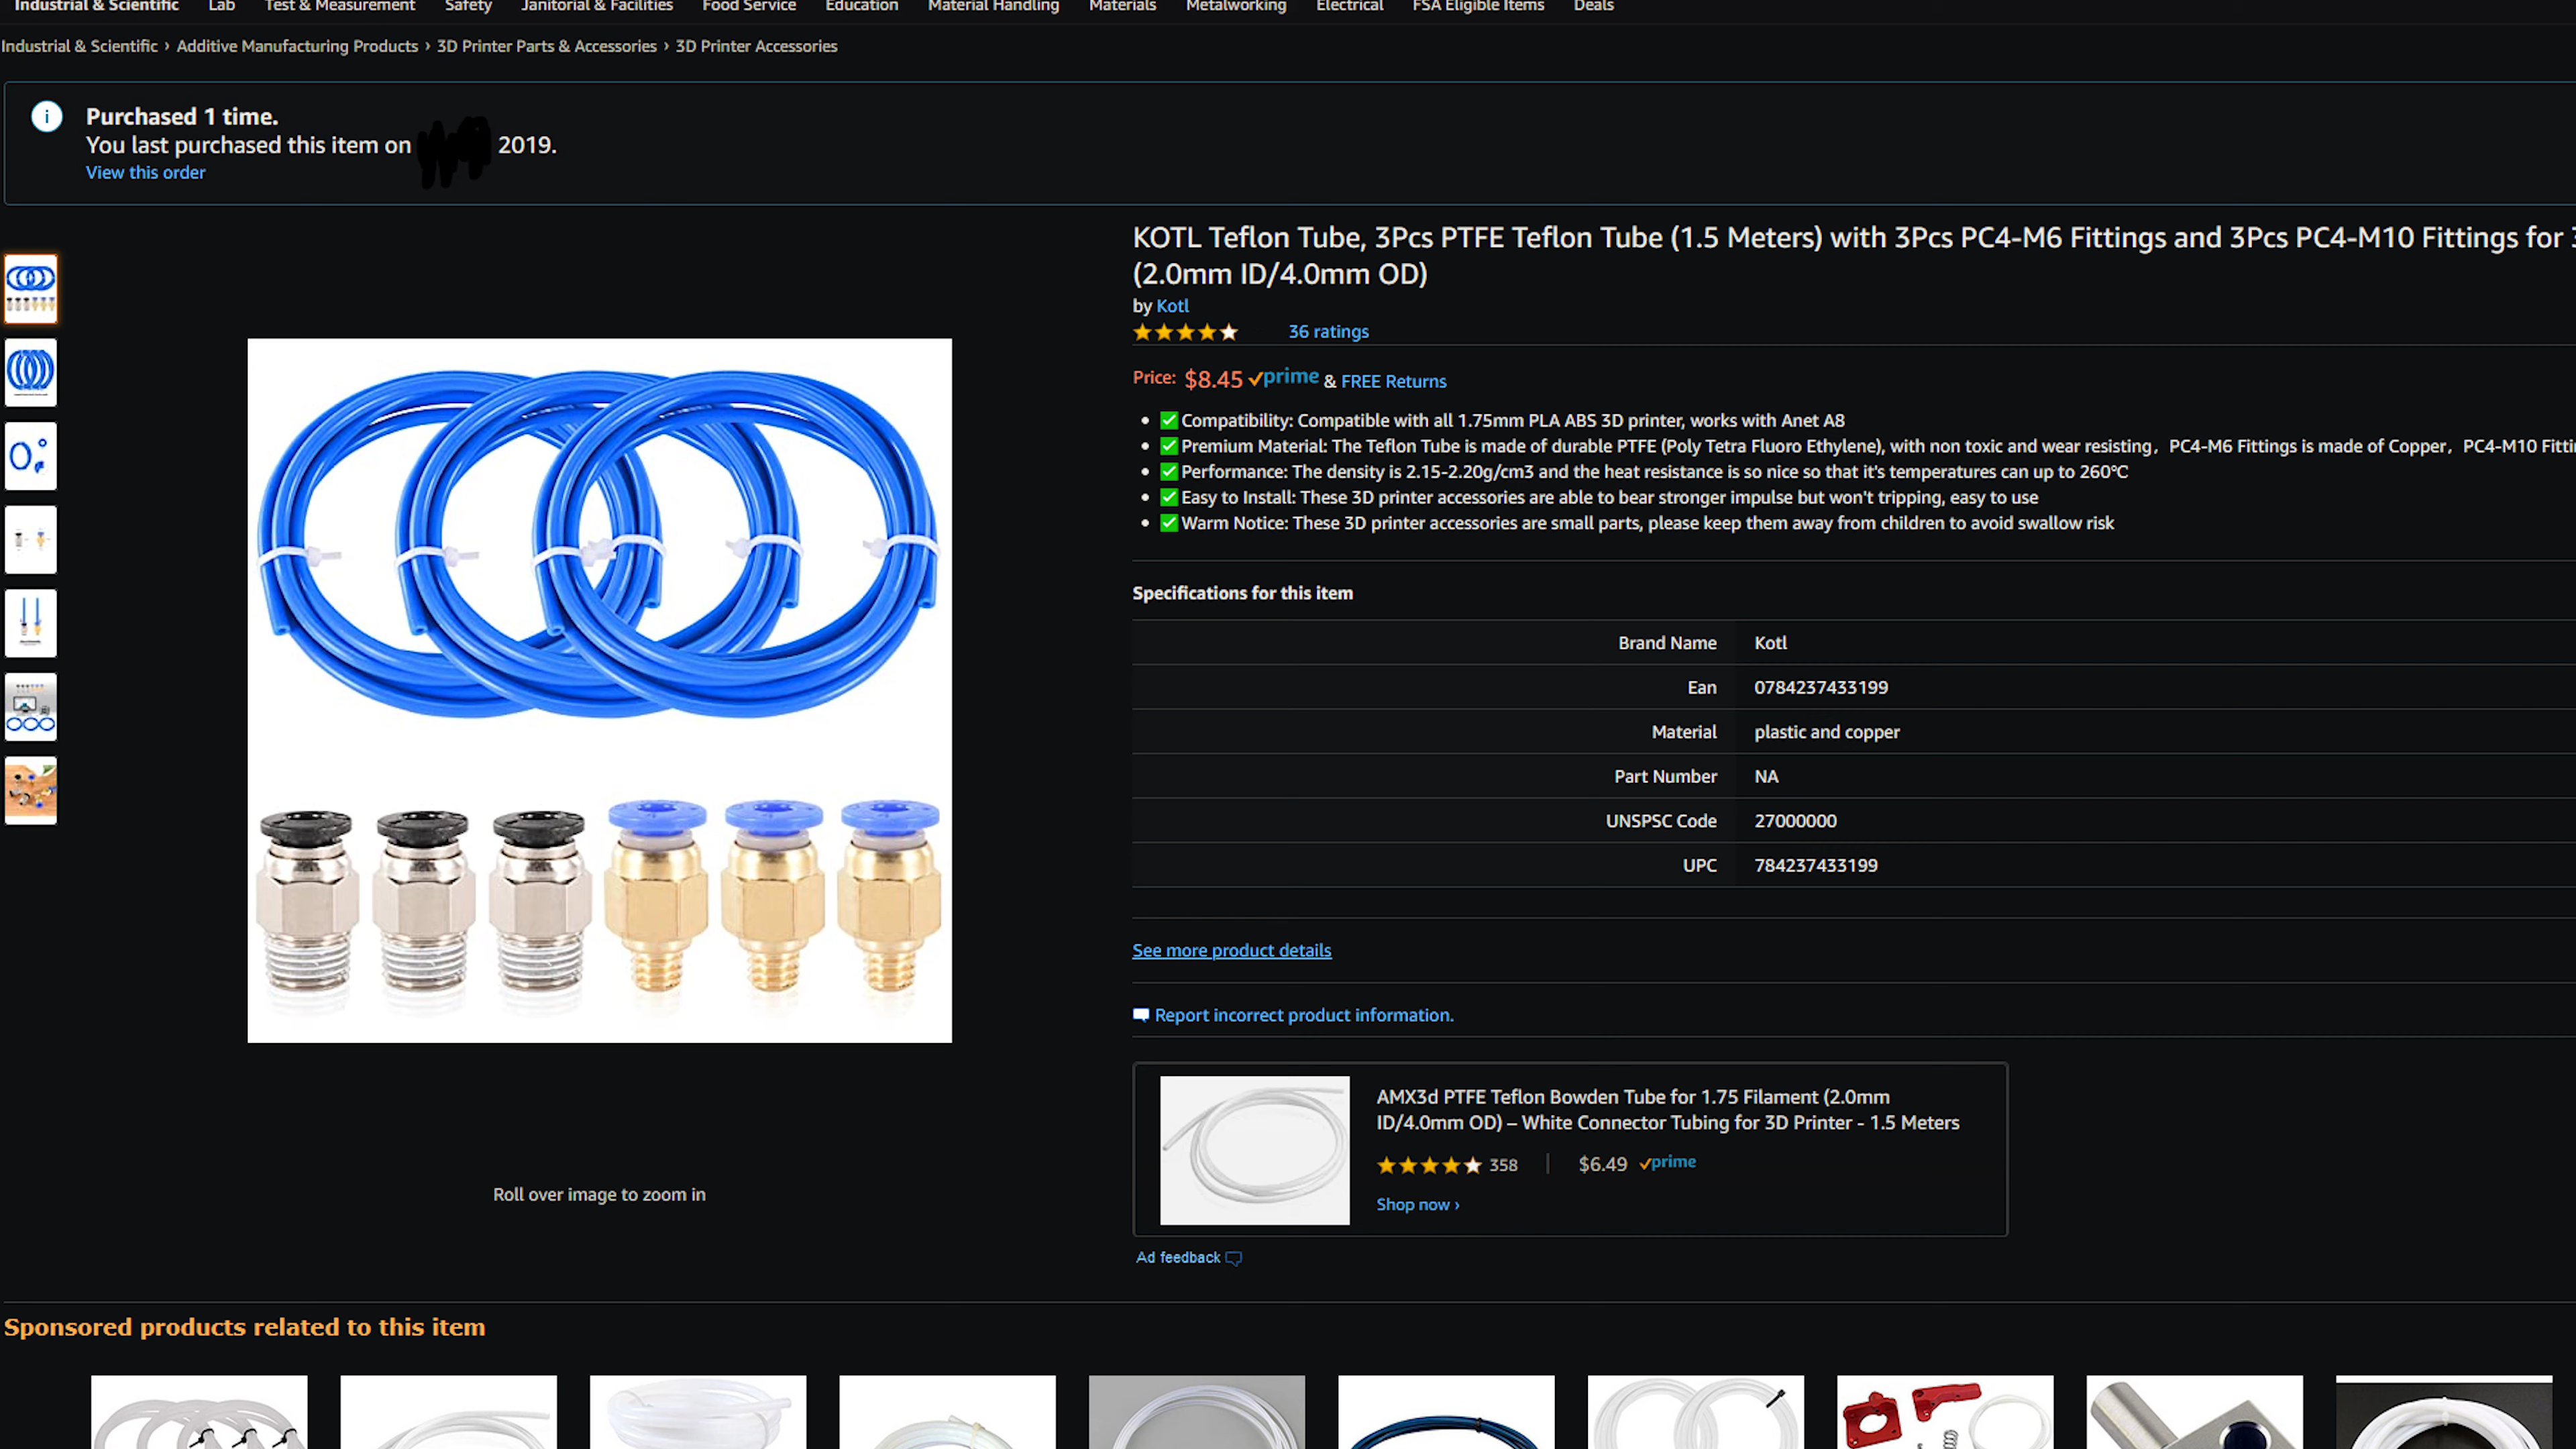 Industrial & Scientific Lab Test & Measurement Safety Janitorial & Facilities Food Service Education Material Handling Materials Metalworking Electrical FSA Eligible Items Deals
Industrial & Scientific › Additive Manufacturing Products › 3D Printer Parts & Accessories › 3D Printer Accessories
Purchased 1 time.
You last purchased this item on 2019.
View this order
KOTL Teflon Tube, 3Pcs PTFE Teflon Tube (1.5 Meters) with 3Pcs PC4-M6 Fittings and 3Pcs PC4-M10 Fittings for
(2.0mm ID/4.0mm OD)
by Kotl
36 ratings
Price: $8.45 prime & FREE Returns
Compatibility: Compatible with all 1.75mm PLA ABS 3D printer, works with Anet A8
Premium Material: The Teflon Tube is made of durable PTFE (Poly Tetra Fluoro Ethylene), with non toxic and wear resisting，PC4-M6 Fittings is made of Copper，PC4-M10
Performance: The density is 2.15-2.20g/cm3 and the heat resistance is so nice so that it's temperatures can up to 260℃
Easy to Install: These 3D printer accessories are able to bear stronger impulse but won't tripping, easy to use
Warm Notice: These 3D printer accessories are small parts, please keep them away from children to avoid swallow risk
Specifications for this item
Brand Name Kotl
Ean 0784237433199
Material plastic and copper
Part Number NA
UNSPSC Code 27000000
UPC 784237433199
See more product details
Report incorrect product information.
AMX3d PTFE Teflon Bowden Tube for 1.75 Filament (2.0mm
ID/4.0mm OD) – White Connector Tubing for 3D Printer - 1.5 Meters
358 | $6.49 prime
Shop now ›
Ad feedback
Roll over image to zoom in
Sponsored products related to this item